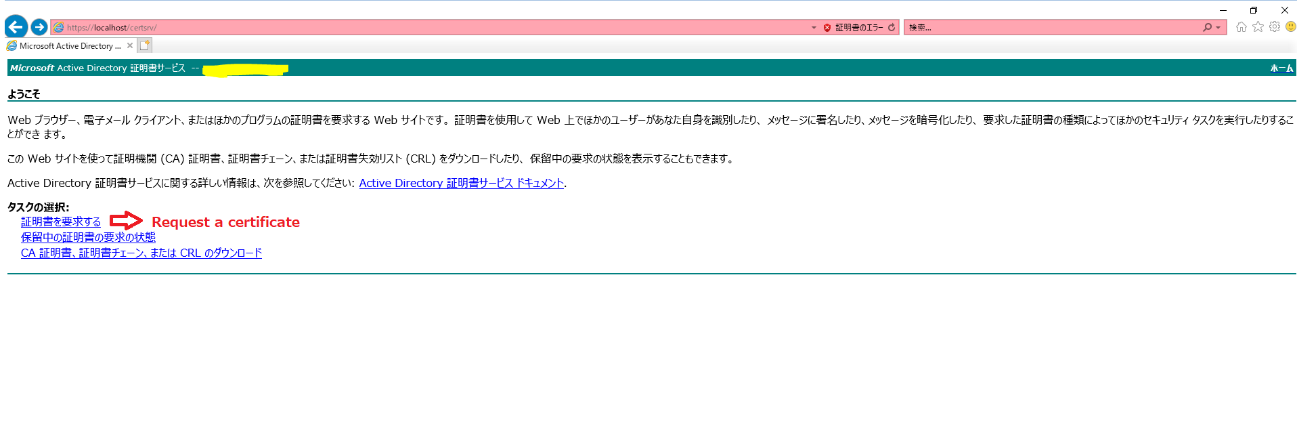 https://localhost/certsrv/
証明書のエラー
検索...
Microsoft Active Directory ...
Microsoft Active Directory 証明書サービス --
ホーム
ようこそ
Web ブラウザー、電子メール クライアント、またはほかのプログラムの証明書を要求する Web サイトです。証明書を使用して Web 上でほかのユーザーがあなた自身を識別したり、メッセージに署名したり、メッセージを暗号化したり、要求した証明書の種類によってほかのセキュリティ タスクを実行したりするこ
とができ ます。
この Web サイトを使って証明機関 (CA) 証明書、証明書チェーン、または証明書失効リスト (CRL) をダウンロードしたり、保留中の要求の状態を表示することもできます。
Active Directory 証明書サービスに関する詳しい情報は、次を参照してください: Active Directory 証明書サービス ドキュメント.
タスクの選択:
証明書を要求する Request a certificate
保留中の証明書の要求の状態
CA 証明書、証明書チェーン、または CRL のダウンロード